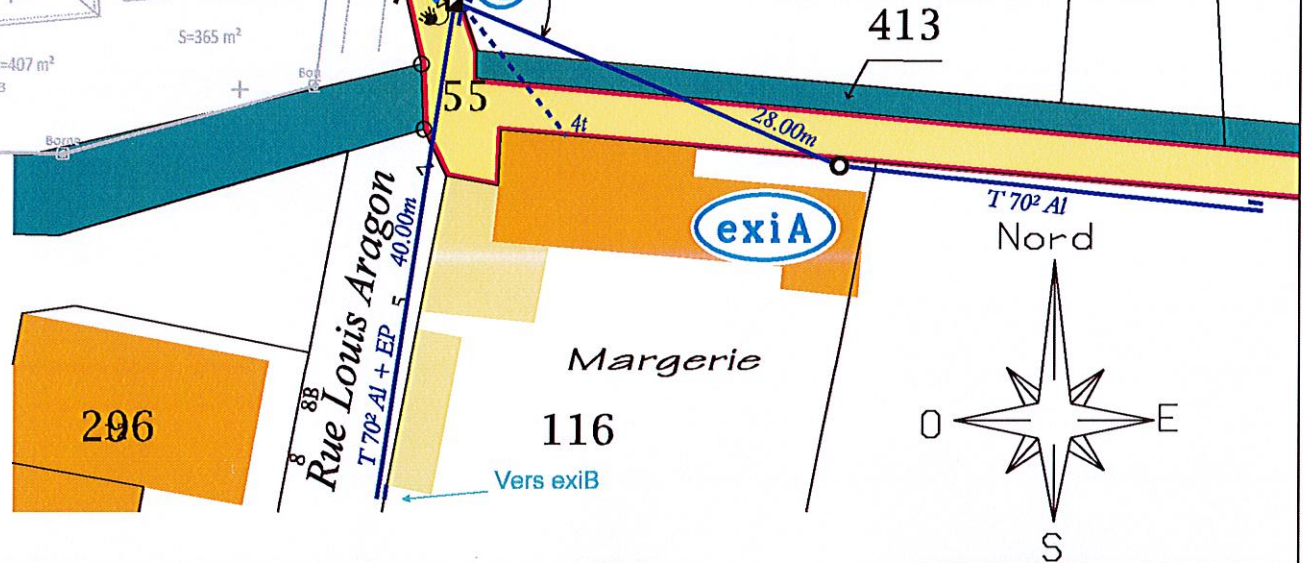 S=365 m²
=407 m²
413
Borne
55
4t
28.00m
exiA
T 70² Al
Nord
Rue Louis Aragon
T 70² Al + EP
5
40.00m
Margerie
116
296
8B
8
O
E
S
Vers exiB